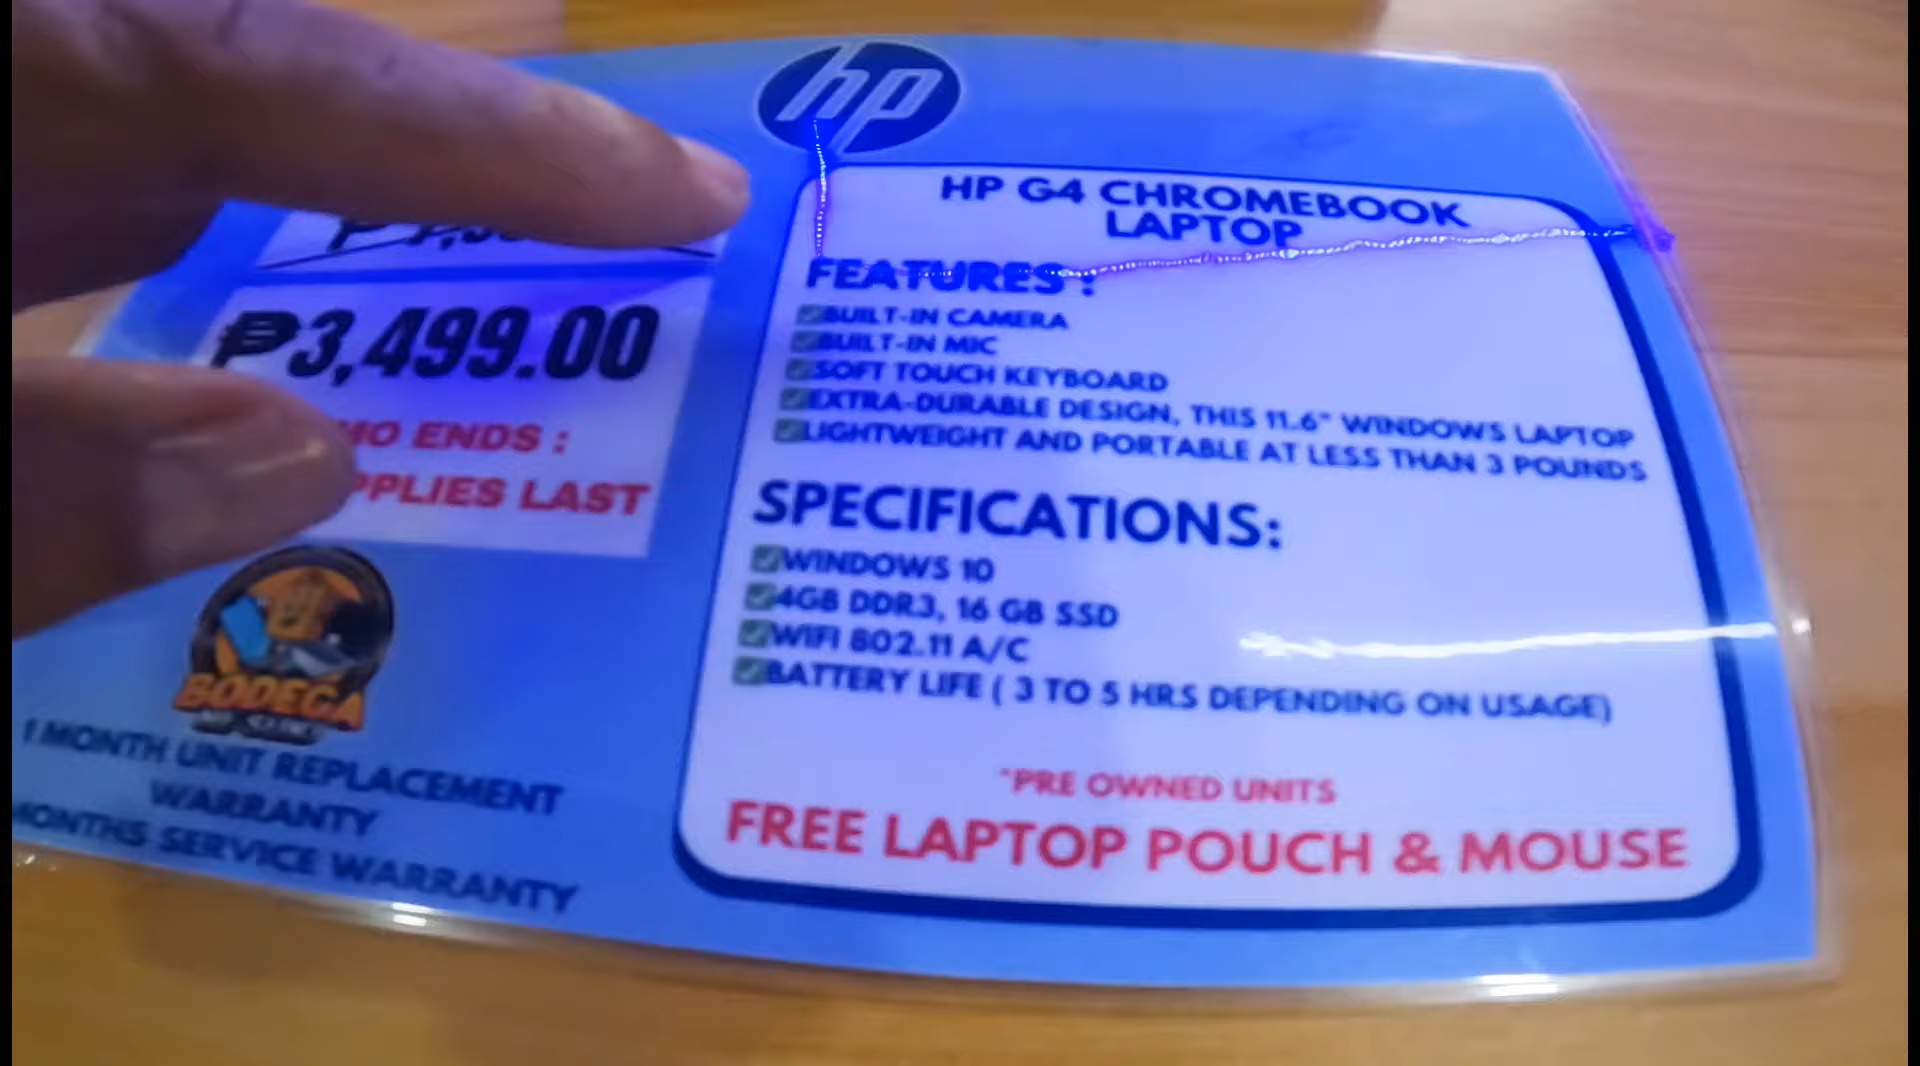 hp
₱3,499.00
ENDS :
LAST
BODEGA
1 MONTH UNIT REPLACEMENT
WARRANTY
MONTHS SERVICE WARRANTY
HP G4 CHROMEBOOK
LAPTOP
FEATURES :
BUILT-IN CAMERA
BUILT-IN MIC
SOFT TOUCH KEYBOARD
EXTRA-DURABLE DESIGN, THIS 11.6" WINDOWS LAPTOP
LIGHTWEIGHT AND PORTABLE AT LESS THAN 3 POUNDS
SPECIFICATIONS:
WINDOWS 10
4GB DDR3, 16 GB SSD
WIFI 802.11 A/C
BATTERY LIFE ( 3 TO 5 HRS DEPENDING ON USAGE)
*PRE OWNED UNITS
FREE LAPTOP POUCH & MOUSE